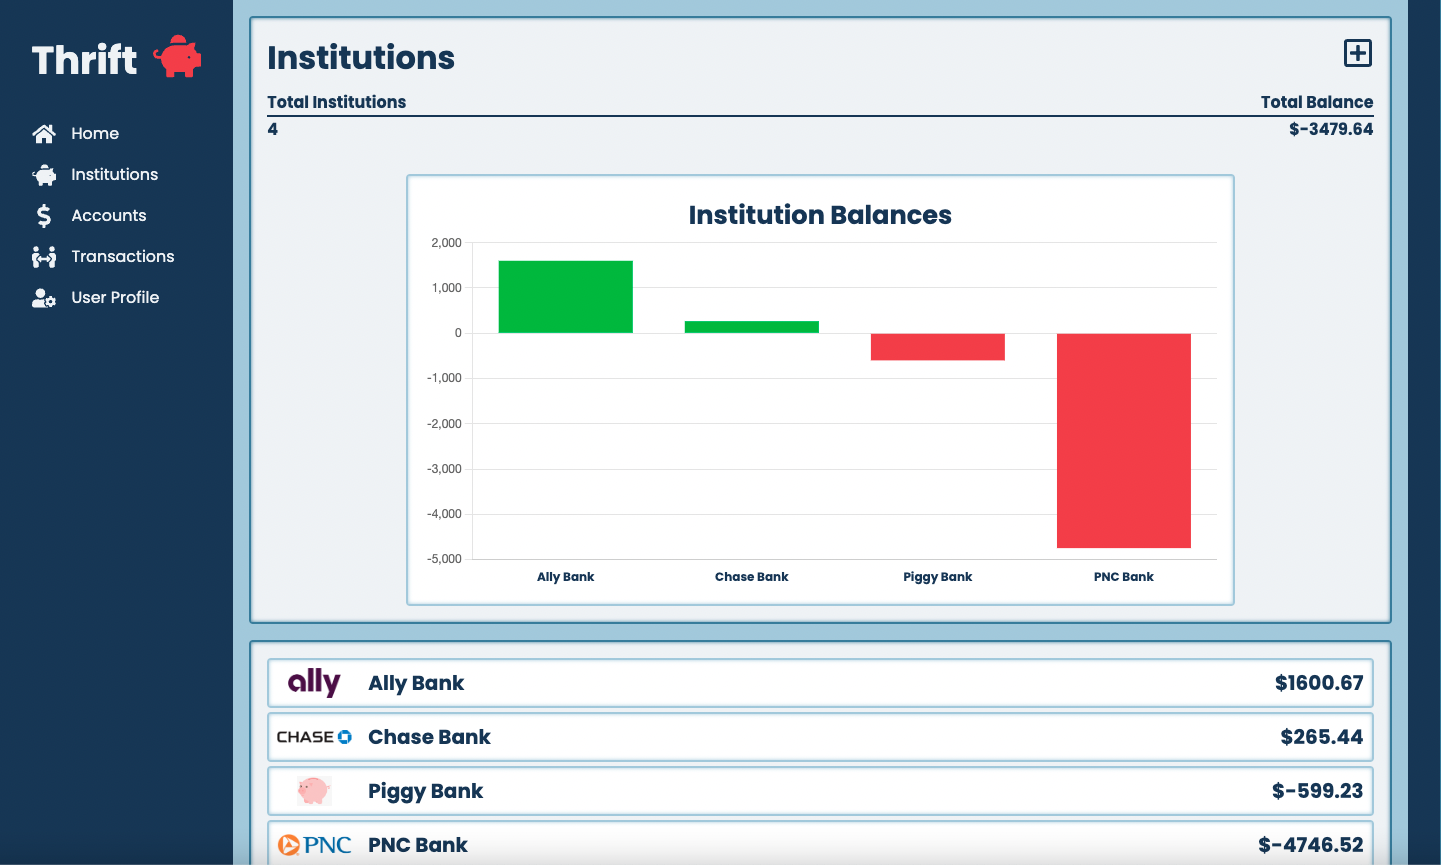 Thrift
Home
Institutions
Accounts
Transactions
User Profile
Institutions
Total Institutions Total Balance
4 $-3479.64
Institution Balances
2,000
1,000
0
-1,000
-2,000
-3,000
-4,000
-5,000
Ally Bank Chase Bank Piggy Bank PNC Bank
ally Ally Bank $1600.67
CHASE Chase Bank $265.44
Piggy Bank $-599.23
PNC PNC Bank $-4746.52